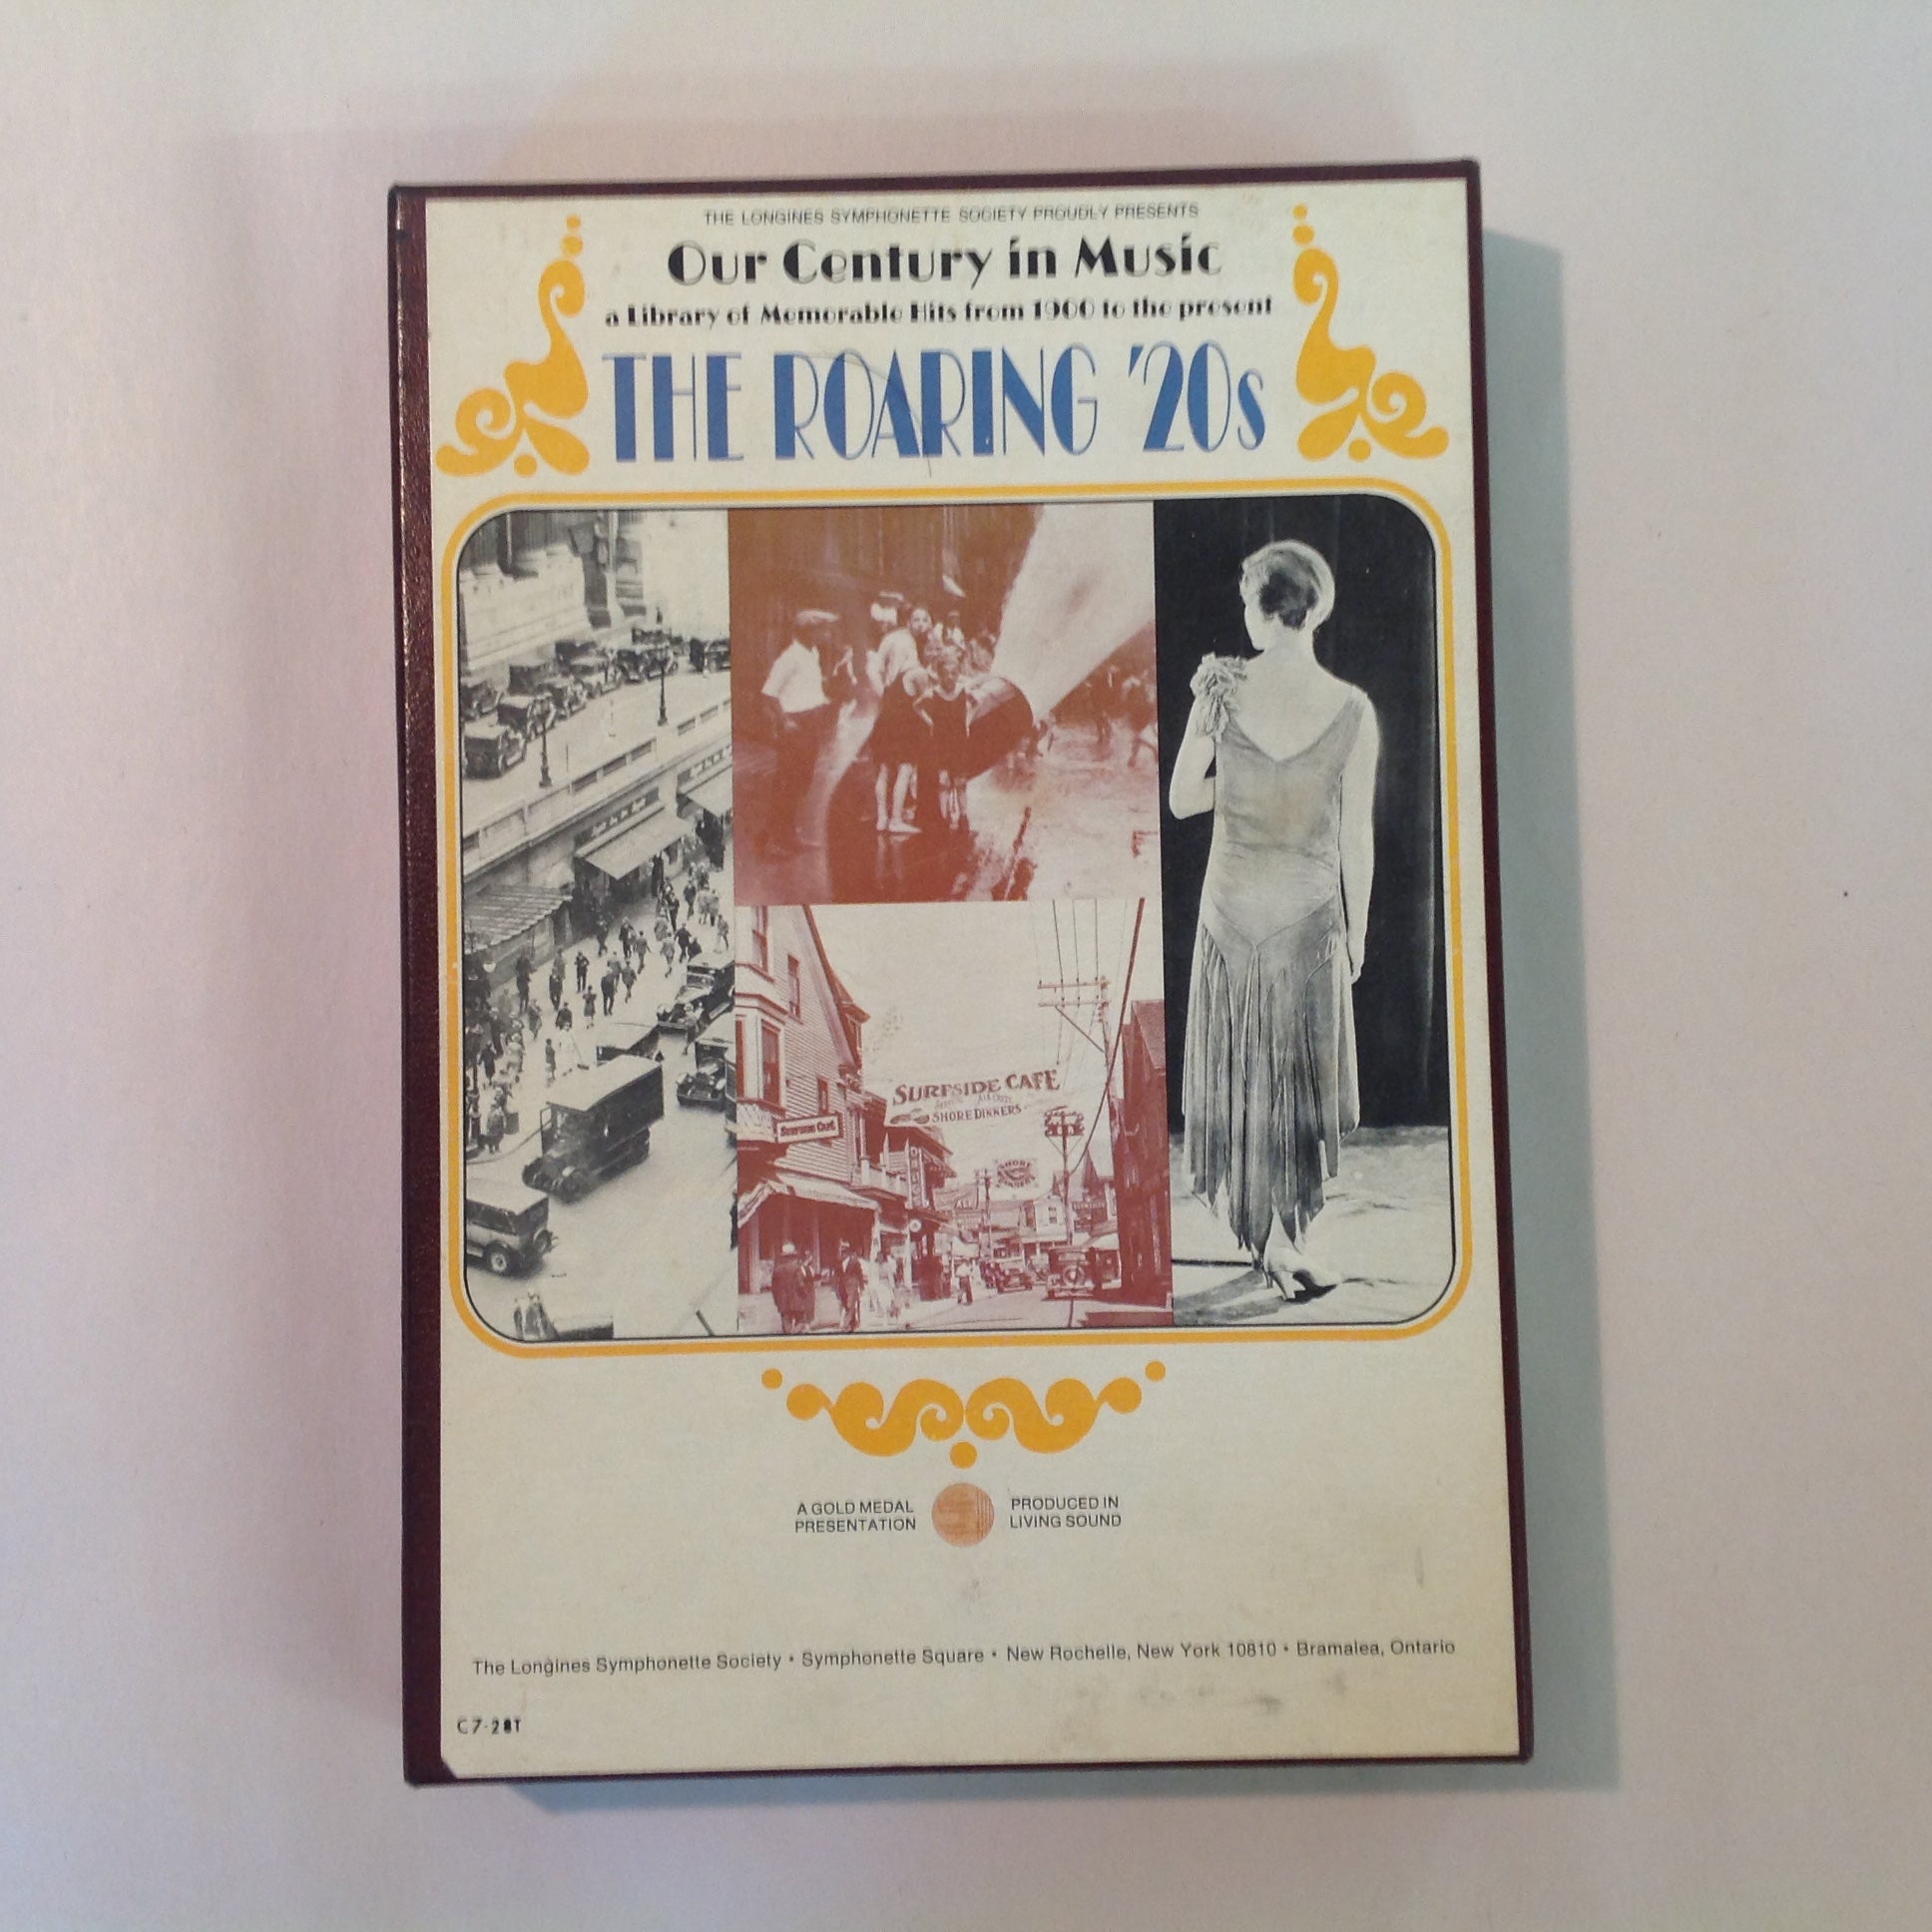 THE LONGINES SYMPHONETTE SOCIETY PROUDLY PRESENTS
Our Century in Music
a Library of Memorable Hits from 1900 to the present
THE ROARING '20s
SURFSIDE CAFE
SHORE DINNERS
Surfside Cafe
A GOLD MEDAL
PRESENTATION
PRODUCED IN
LIVING SOUND
The Longines Symphonette Society • Symphonette Square • New Rochelle, New York 10810 • Bramalea, Ontario
C7-28T